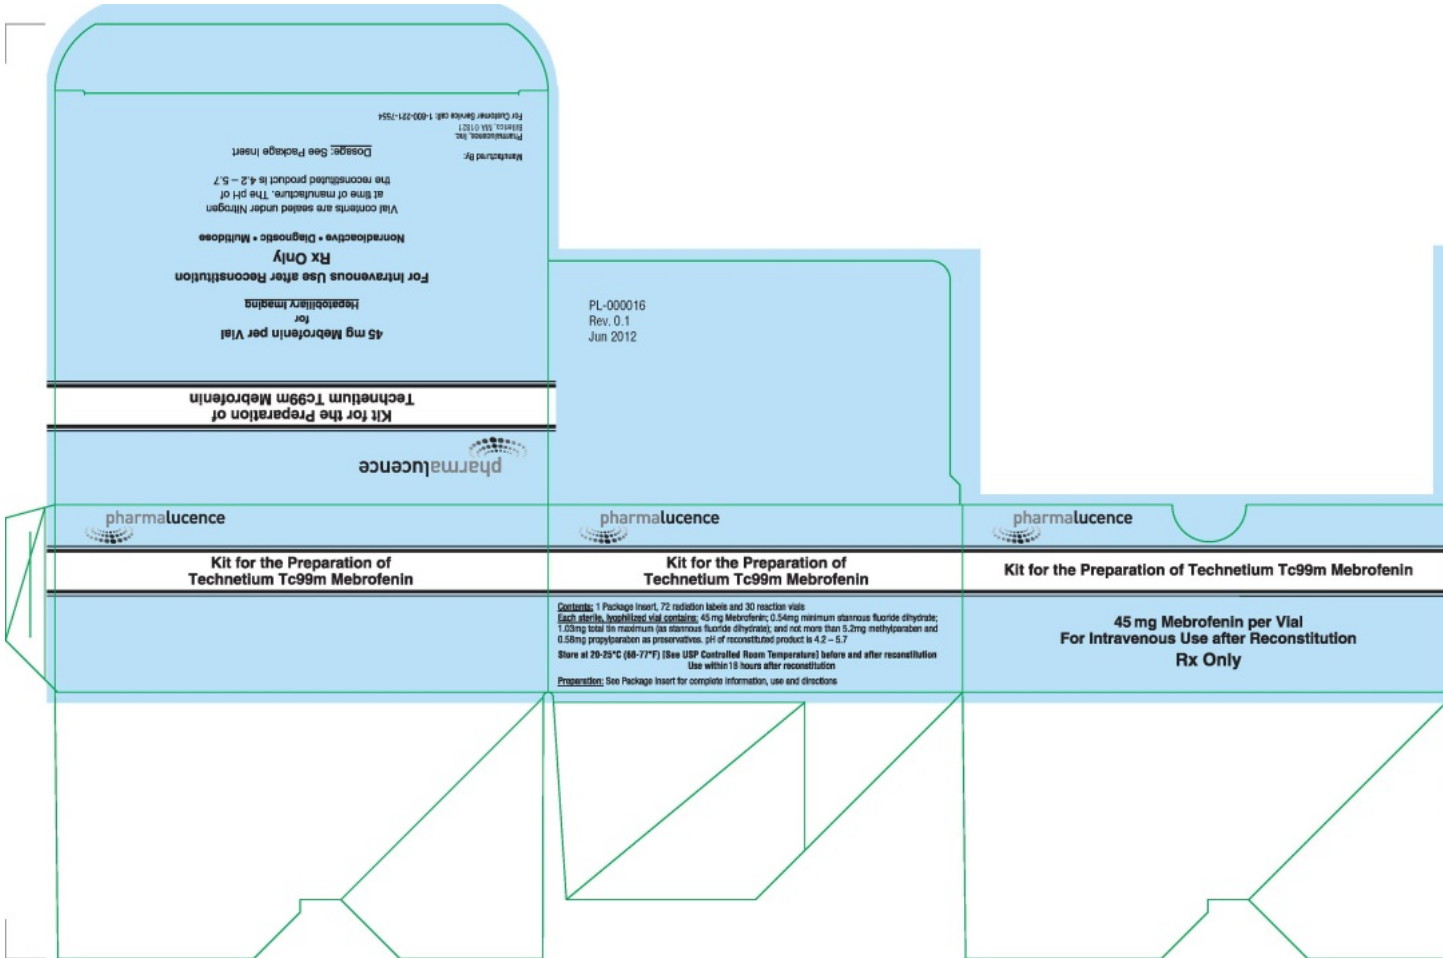 For Customer Service call: 1-800-221-7554
Billerica, MA 01821
Pharmalucence, Inc.
Manufactured By:
Dosage: See Package Insert
Vial contents are sealed under Nitrogen
at time of manufacture. The pH of
the reconstituted product is 4.2 – 5.7
Nonradioactive • Diagnostic • Multidose
Rx Only
For Intravenous Use after Reconstitution
45 mg Mebrofenin per Vial
for
Hepatobiliary Imaging
Kit for the Preparation of
Technetium Tc99m Mebrofenin
pharmalucence
PL-000016
Rev. 0.1
Jun 2012
pharmalucence
Kit for the Preparation of
Technetium Tc99m Mebrofenin
pharmalucence
Kit for the Preparation of
Technetium Tc99m Mebrofenin
Contents: 1 Package Insert, 72 radiation labels and 30 reaction vials
Each sterile, lyophilized vial contains: 45 mg Mebrofenin; 0.54mg minimum stannous fluoride dihydrate;
1.03mg total tin maximum (as stannous fluoride dihydrate); and not more than 5.2mg methylparaben and
0.58mg propylparaben as preservatives. pH of reconstituted product is 4.2 – 5.7
Store at 20-25°C (68-77°F) [See USP Controlled Room Temperature] before and after reconstitution
Use within 18 hours after reconstitution
Preparation: See Package Insert for complete information, use and directions
pharmalucence
Kit for the Preparation of Technetium Tc99m Mebrofenin
45 mg Mebrofenin per Vial
For Intravenous Use after Reconstitution
Rx Only